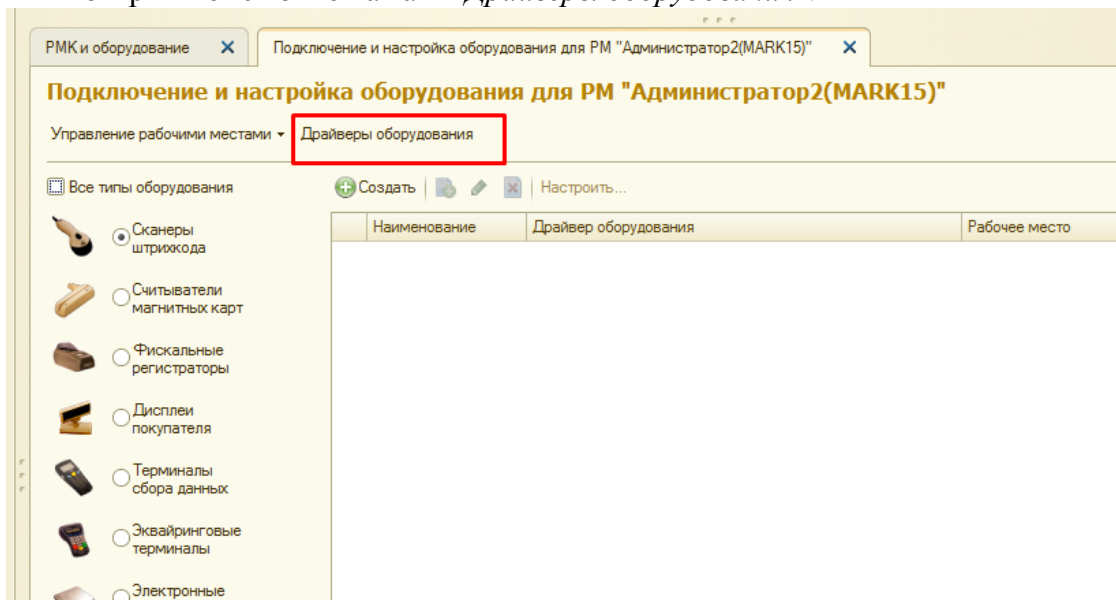 Драйверы оборудования
РМК и оборудование
Подключение и настройка оборудования для РМ "Администратор2(MARK15)"
Подключение и настройка оборудования для РМ "Администратор2(MARK15)"
Управление рабочими местами Драйверы оборудования
Все типы оборудования
Создать Настроить...
Наименование Драйвер оборудования Рабочее место
Сканеры
штрихкода
Считыватели
магнитных карт
Фискальные
регистраторы
Дисплеи
покупателя
Терминалы
сбора данных
Эквайринговые
терминалы
Электронные